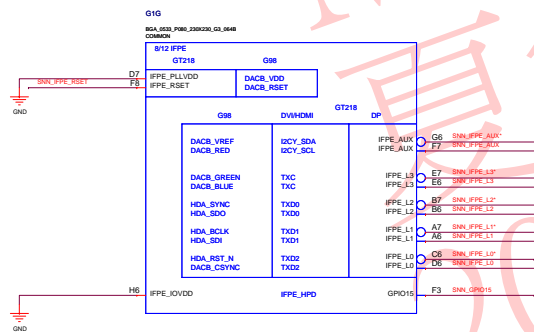 G1G
BGA_0533_P080_230X230_G3_064B
COMMON
8/12 IFPE
GT218 G98
D7 IFPE_PLLVDD DACB_VDD
SNN_IFPE_RSET F8 IFPE_RSET DACB_RSET
GND
GT218
G98 DVI/HDMI DP
DACB_VREF I2CY_SDA IFPE_AUX G6 SNN_IFPE_AUX*
DACB_RED I2CY_SCL IFPE_AUX F7 SNN_IFPE_AUX
DACB_GREEN TXC IFPE_L3 E7 SNN_IFPE_L3*
DACB_BLUE TXC IFPE_L3 E6 SNN_IFPE_L3
HDA_SYNC TXD0 IFPE_L2 B7 SNN_IFPE_L2*
HDA_SDO TXD0 IFPE_L2 B6 SNN_IFPE_L2
HDA_BCLK TXD1 IFPE_L1 A7 SNN_IFPE_L1*
HDA_SDI TXD1 IFPE_L1 A6 SNN_IFPE_L1
HDA_RST_N TXD2 IFPE_L0 C6 SNN_IFPE_L0*
DACB_CSYNC TXD2 IFPE_L0 D6 SNN_IFPE_L0
H6 IFPE_IOVDD IFPE_HPD GPIO15 F3 SNN_GPIO15
GND
夏